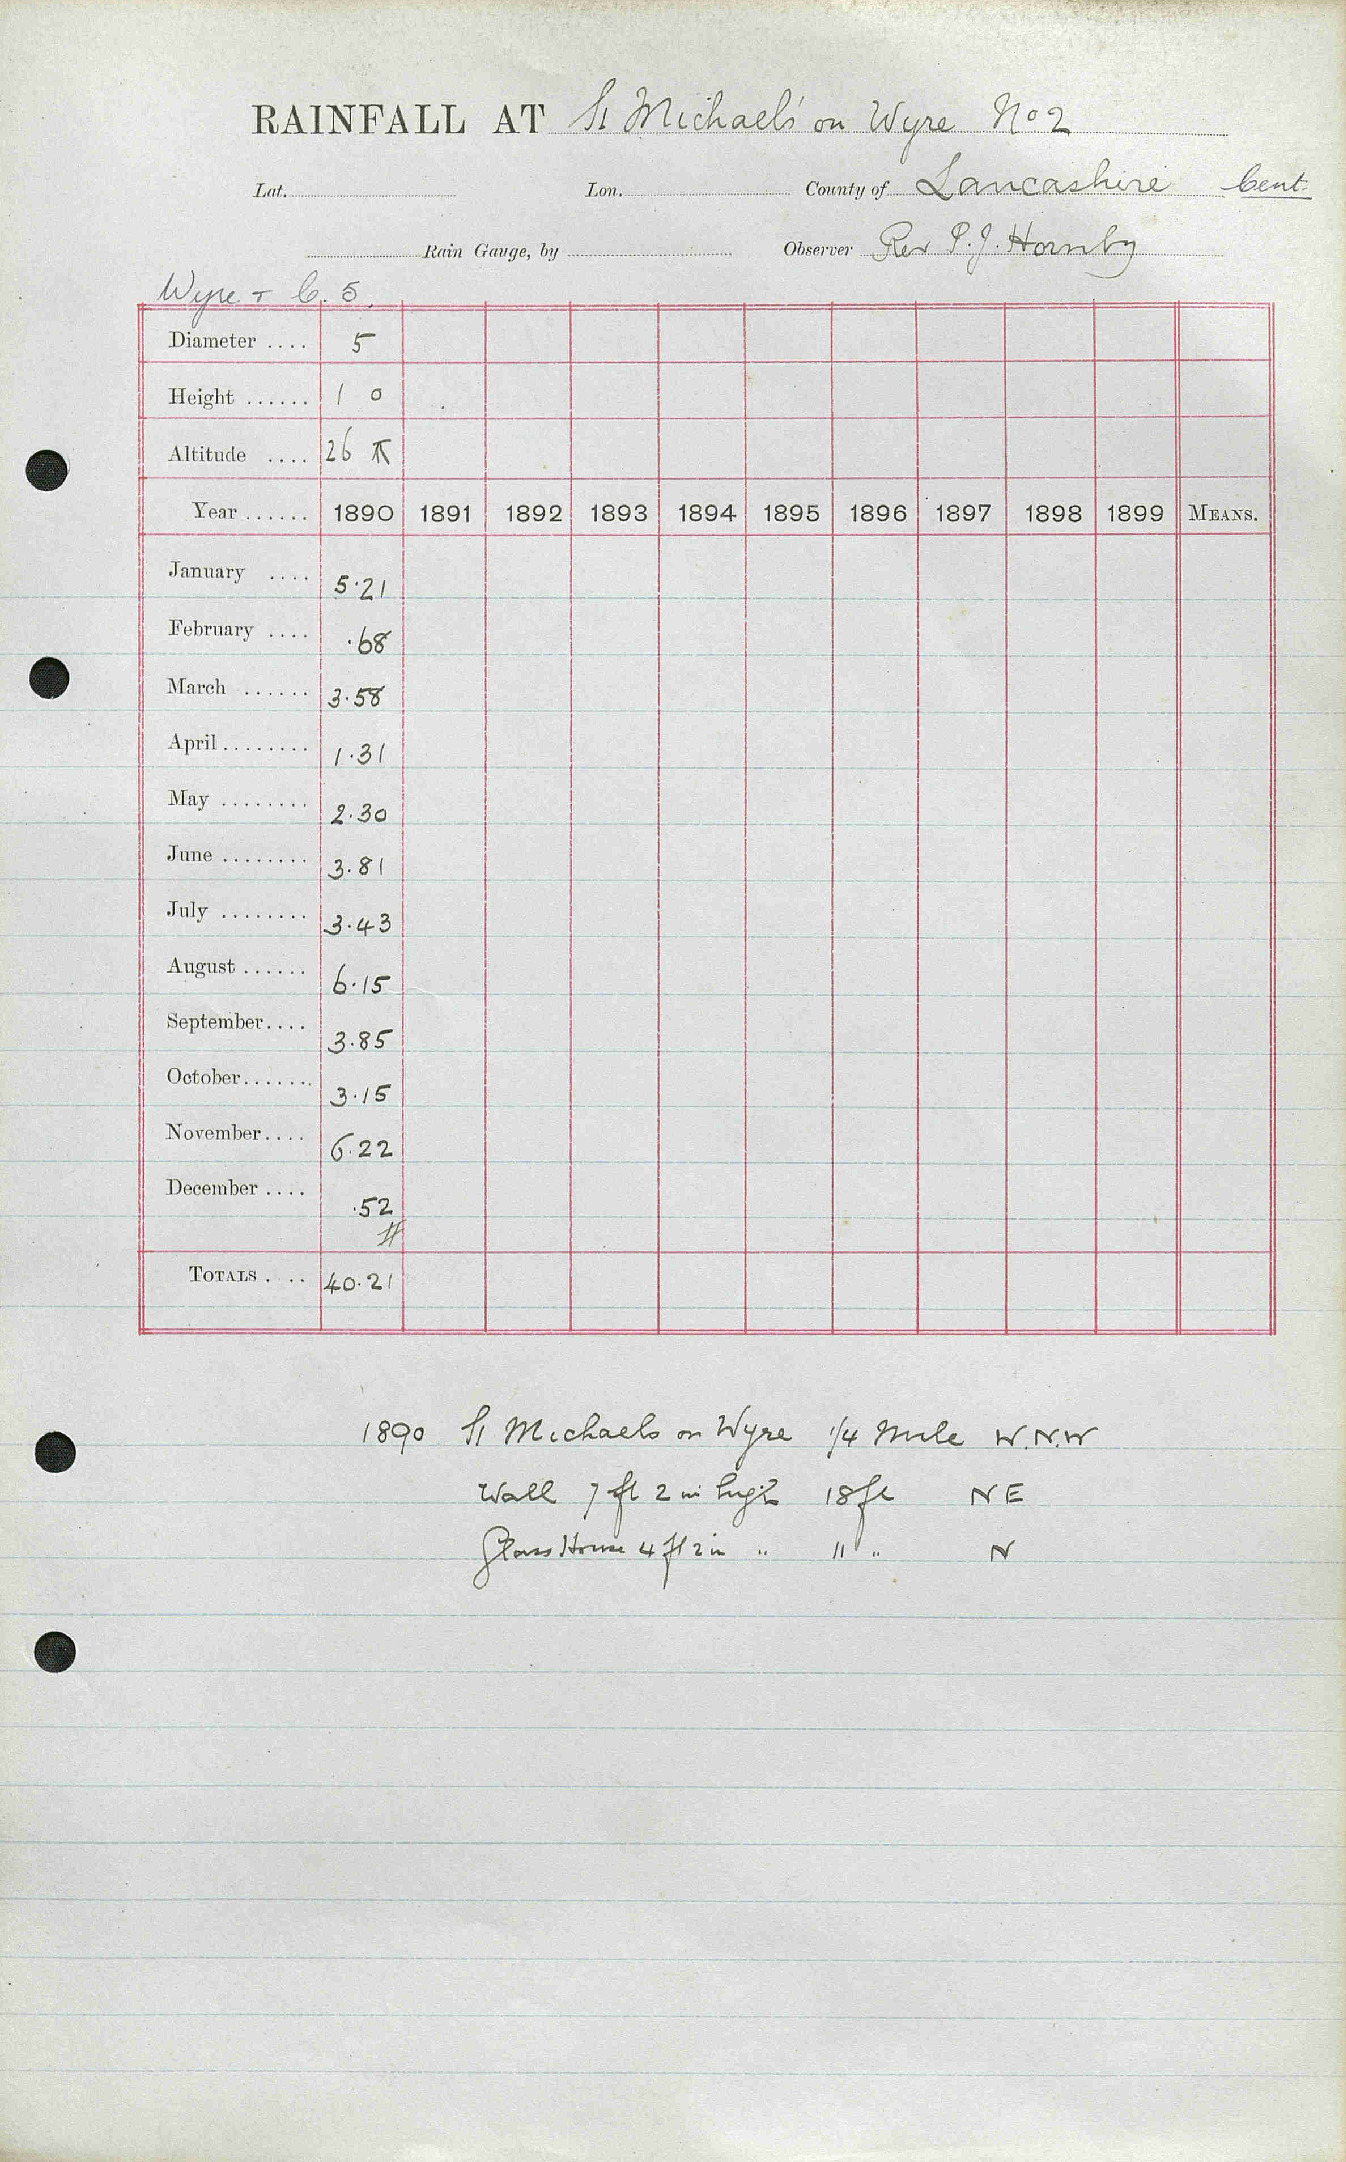 RAINFALL AT St Michaels' on Wyre No 2
Lat. Lon. County of Lancashire Cent.
Rain Gauge, by Observer Rev P. J. Hornby
Wyre + C. 5.
Diameter .... 5
Height ...... 1 0
Altitude .... 26
Year ...... 1890 1891 1892 1893 1894 1895 1896 1897 1898 1899 MEANS.
January .... 5.21
February .... .68
March ...... 3.58
April ........ 1.31
May ........ 2.30
June ........ 3.81
July ........ 3.43
August ...... 6.15
September.... 3.85
October....... 3.15
November.... 6.22
December .... .52
#
TOTALS .... 40.21
1890 St Michaels on Wyre 1/4 Mile W.N.W
Wall 7 ft 2 in high 18 ft NE
Glass House 4 ft 2 in " 11 " N